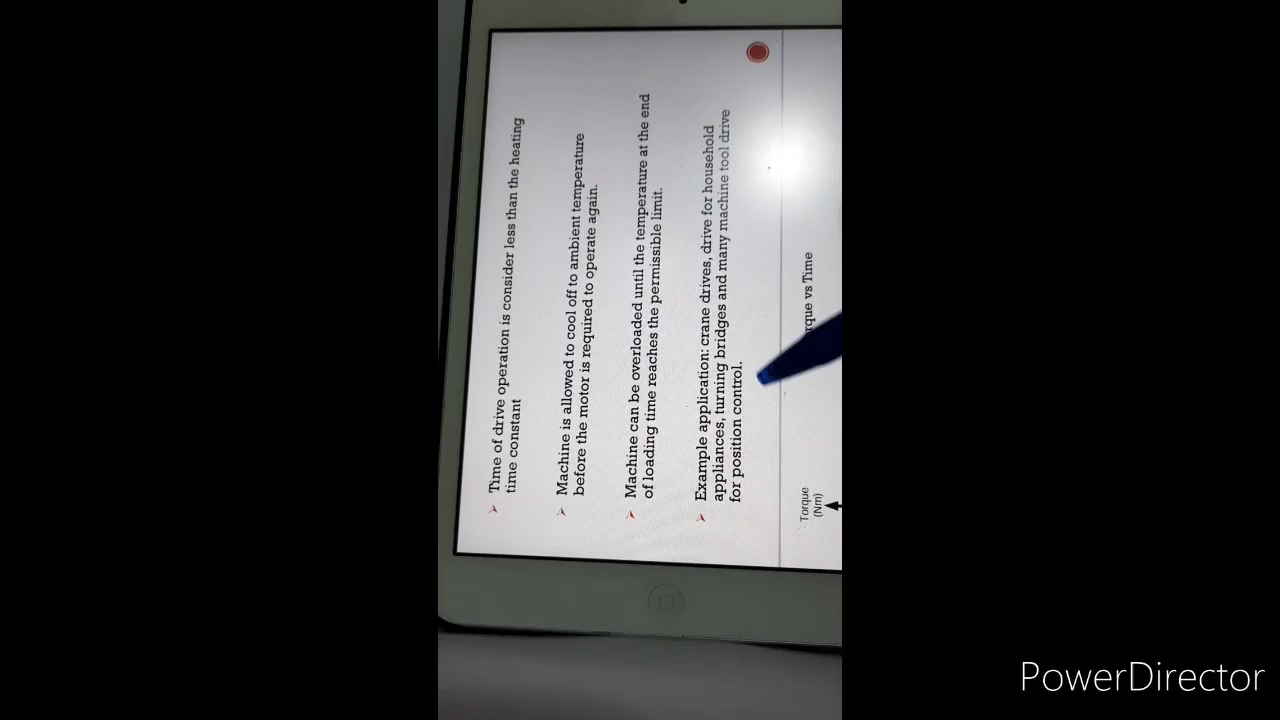 Time of drive operation is consider less than the heating
time constant
Machine is allowed to cool off to ambient temperature
before the motor is required to operate again.
Machine can be overloaded until the temperature at the end
of loading time reaches the permissible limit.
Example application: crane drives, drive for household
appliances, turning bridges and many machine tool drive
for position control.
vs Time
Torque
(Nm)
PowerDirector